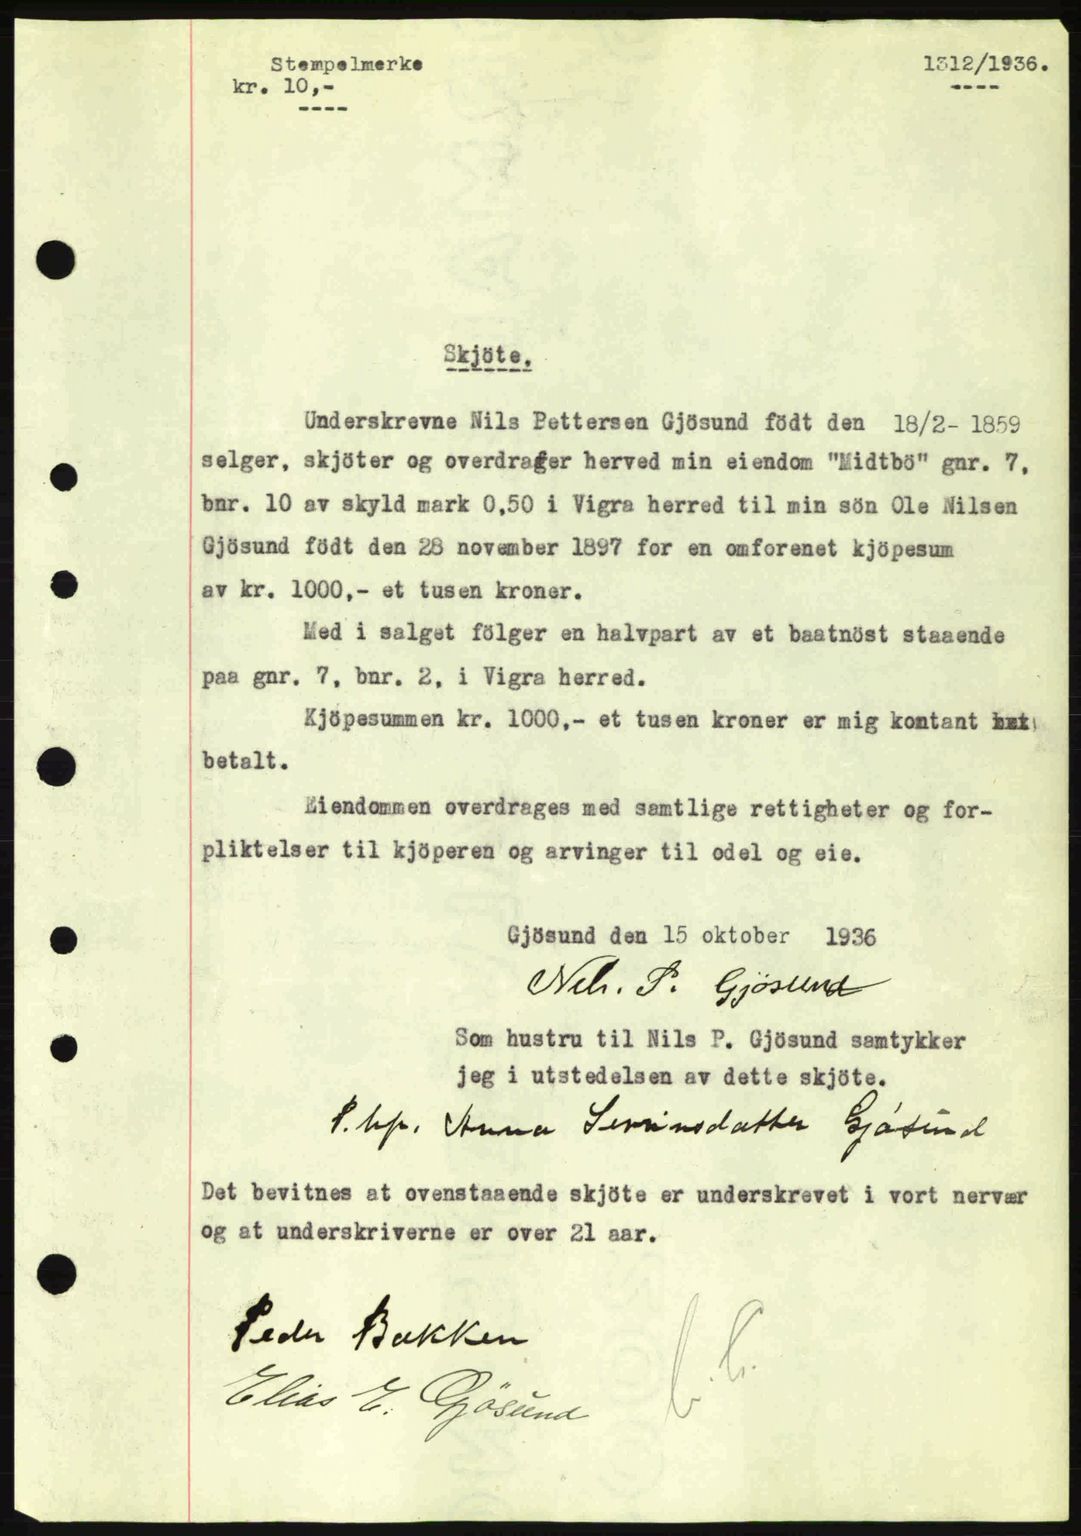 Stempelmerke
kr. 10,-
1312/1936.
Skjöte.
Underskrevne Nils Pettersen Gjösund födt den 18/2- 1859
selger, skjöter og overdrager herved min eiendom "Midtbö" gnr. 7,
bnr. 10 av skyld mark 0,50 i Vigra herred til min sön Ole Nilsen
Gjösund födt den 28 november 1897 for en omforenet kjöpesum
av kr. 1000,- et tusen kroner.
Med i salget fölger en halvpart av et baatnöst staaende
paa gnr. 7, bnr. 2, i Vigra herred.
Kjöpesummen kr. 1000,- et tusen kroner er mig kontant
betalt.
Eiendommen overdrages med samtlige rettigheter og for-
pliktelser til kjöperen og arvinger til odel og eie.
Gjösund den 15 oktober 1936
Nils. P. Gjösund
Som hustru til Nils P. Gjösund samtykker
jeg i utstedelsen av dette skjöte.
Anna Severinsdatter Gjösund
Det bevitnes at ovenstaaende skjöte er underskrevet i vort nervær
og at underskriverne er over 21 aar.
Peder Bakken
Elias E. Gjösund